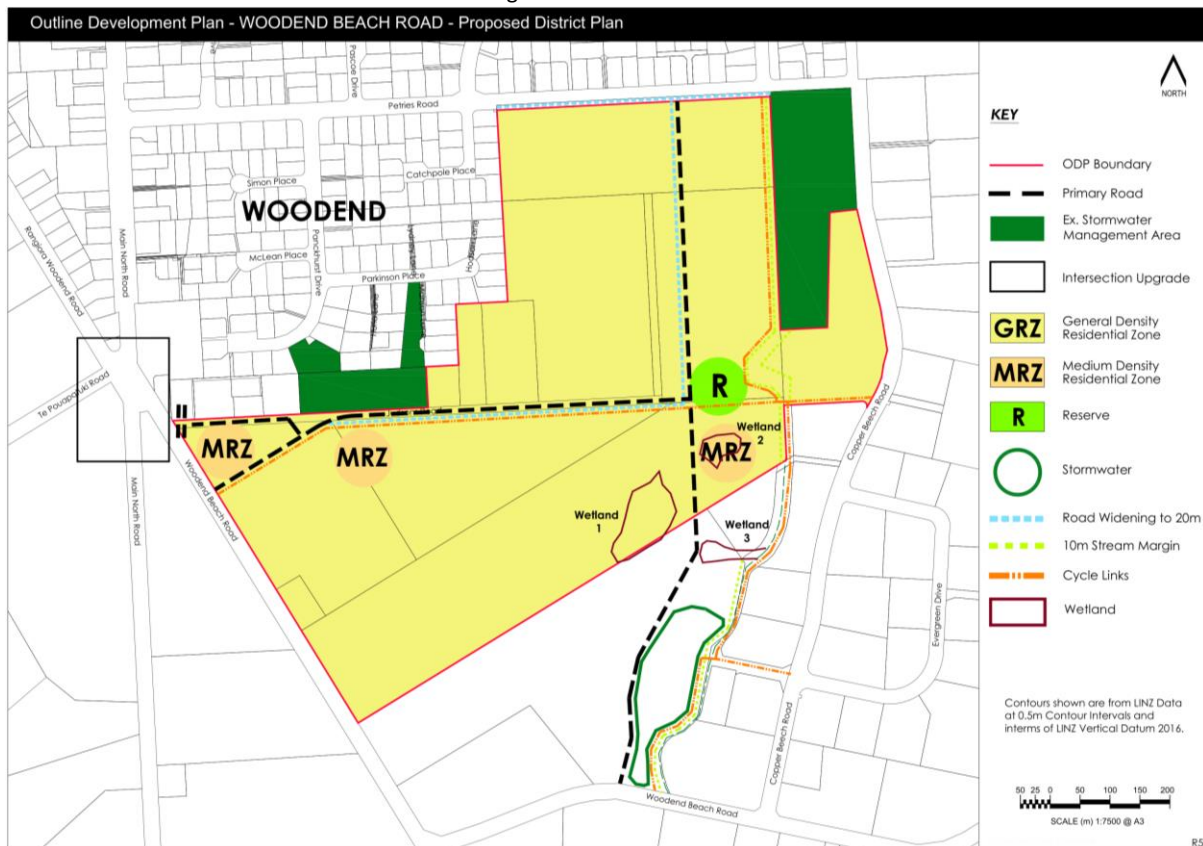 Outline Development Plan - WOODEND BEACH ROAD - Proposed District Plan
Pascoe Drive
Petries Road
Simon Place
Catchpole Place
WOODEND
Rangiora Woodend Road
Main North Road
McLean Place
Panckhurst Drive
Parkinson Place
Te Pouapatuki Road
MRZ
MRZ
R
MRZ
Wetland
2
Copper Beech Road
Wetland
1
Wetland
3
Main North Road
Woodend Beach Road
Evergreen Drive
Copper Beech Road
Woodend Beach Road
NORTH
KEY
ODP Boundary
Primary Road
Ex. Stormwater
Management Area
Intersection Upgrade
GRZ
General Density
Residential Zone
MRZ
Medium Density
Residential Zone
R
Reserve
Stormwater
Road Widening to 20m
10m Stream Margin
Cycle Links
Wetland
Contours shown are from LINZ Data
at 0.5m Contour Intervals and
interms of LINZ Vertical Datum 2016.
50 25 0 50 100 150 200
SCALE (m) 1:7500 @ A3
R5